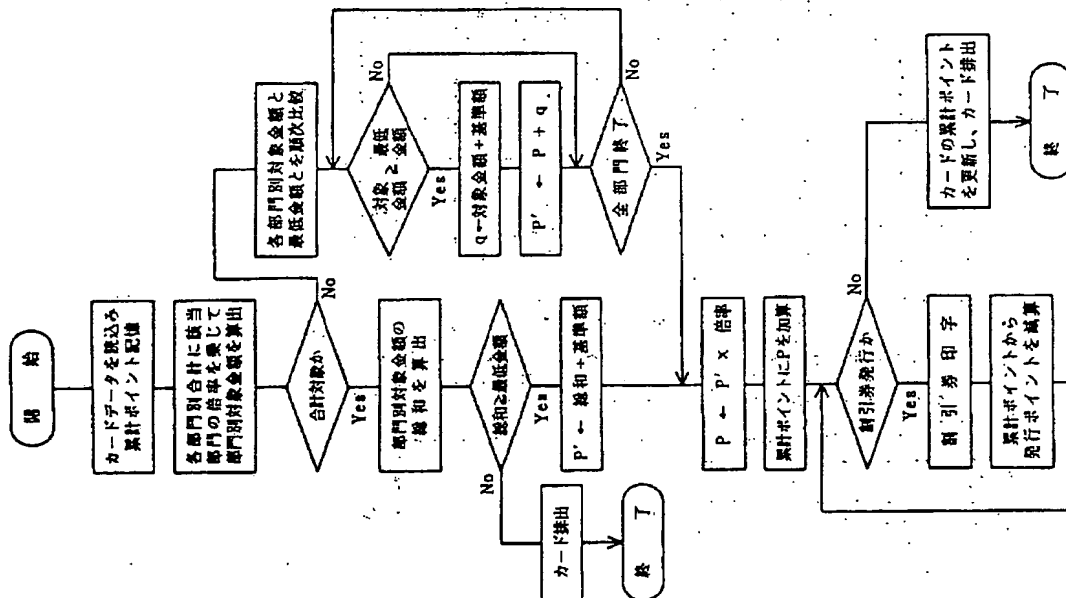 開 始
カードデータを読込み
累計ポイント記憶
各部門別合計に該当
部門の倍率を乗じて
部門別対象金額を算出
合計対象か
No
Yes
各部門別対象金額と
最低金額とを順次比較
対象 ≧ 最低
金額 金額
No
Yes
q←対象金額÷基準額
P' ← P + q
全部門終了
No
Yes
部門別対象金額の
総和を算出
総和≧最低金額
No
Yes
カード排出
終 了
P' ← 総和÷基準額
P ← P' × 倍率
累計ポイントにPを加算
割引券発行か
No
Yes
割 引 券 印 字
累計ポイントから
発行ポイントを減算
カードの累計ポイント
を更新し、カード排出
終 了